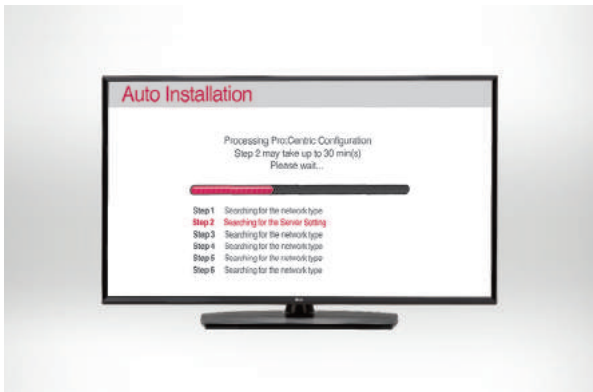 Auto Installation
Processing Pro:Centric Configuration
Step 2 may take up to 30 min(s)
Please wait...
Step 1 Searching for the network type
Step 2 Searching for the Server Setting
Step 3 Searching for the network type
Step 4 Searching for the network type
Step 5 Searching for the network type
Step 6 Searching for the network type